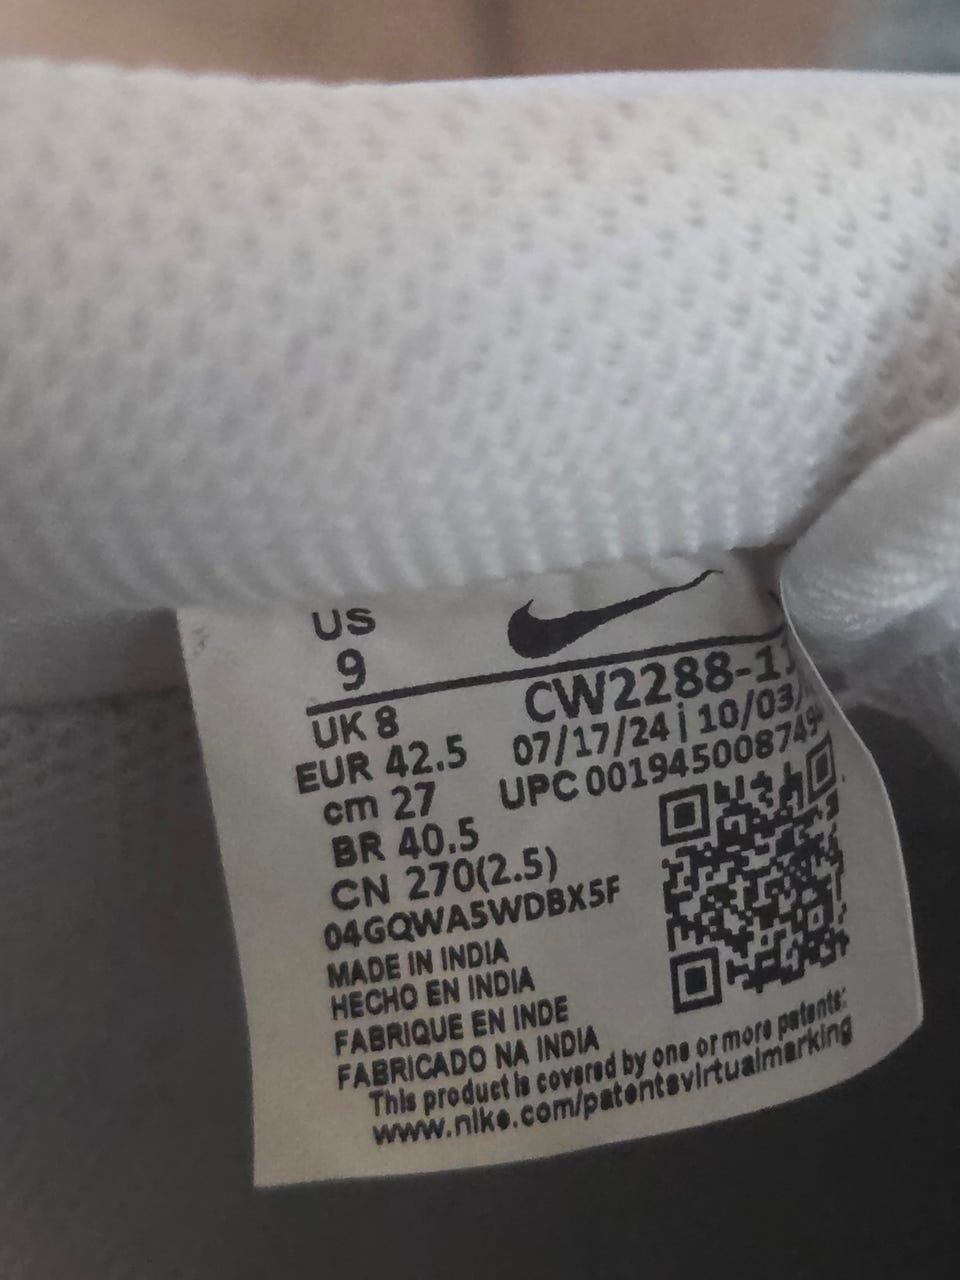 US
9
CW2288-11
UK 8
07/17/24 | 10/03/
EUR 42.5
UPC 00194500874
cm 27
BR 40.5
CN 270(2.5)
04GQWA5WDBX5F
MADE IN INDIA
HECHO EN INDIA
FABRIQUE EN INDE
FABRICADO NA INDIA
This product is covered by one or more patents:
www.nike.com/patentsvirtualmarking